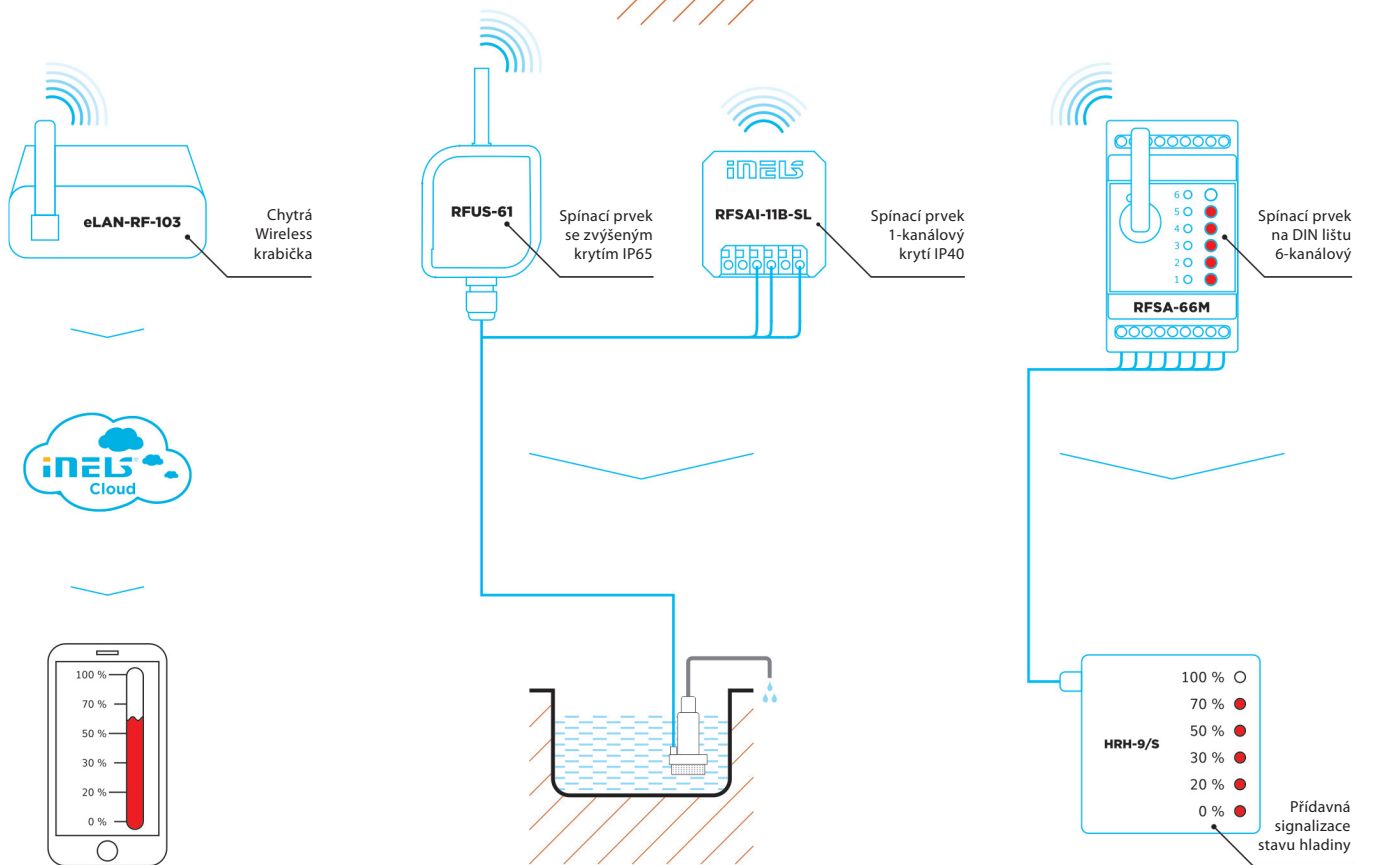 eLAN-RF-103
Chytrá
Wireless
krabička
RFUS-61
Spínací prvek
se zvýšeným
krytím IP65
iNELS
RFSAI-11B-SL
Spínací prvek
1-kanálový
krytí IP40
6
5
4
3
2
1
RFSA-66M
Spínací prvek
na DIN lištu
6-kanálový
iNELS
Cloud
100 %
70 %
50 %
30 %
20 %
0 %
HRH-9/S
100 %
70 %
50 %
30 %
20 %
0 %
Přídavná
signalizace
stavu hladiny